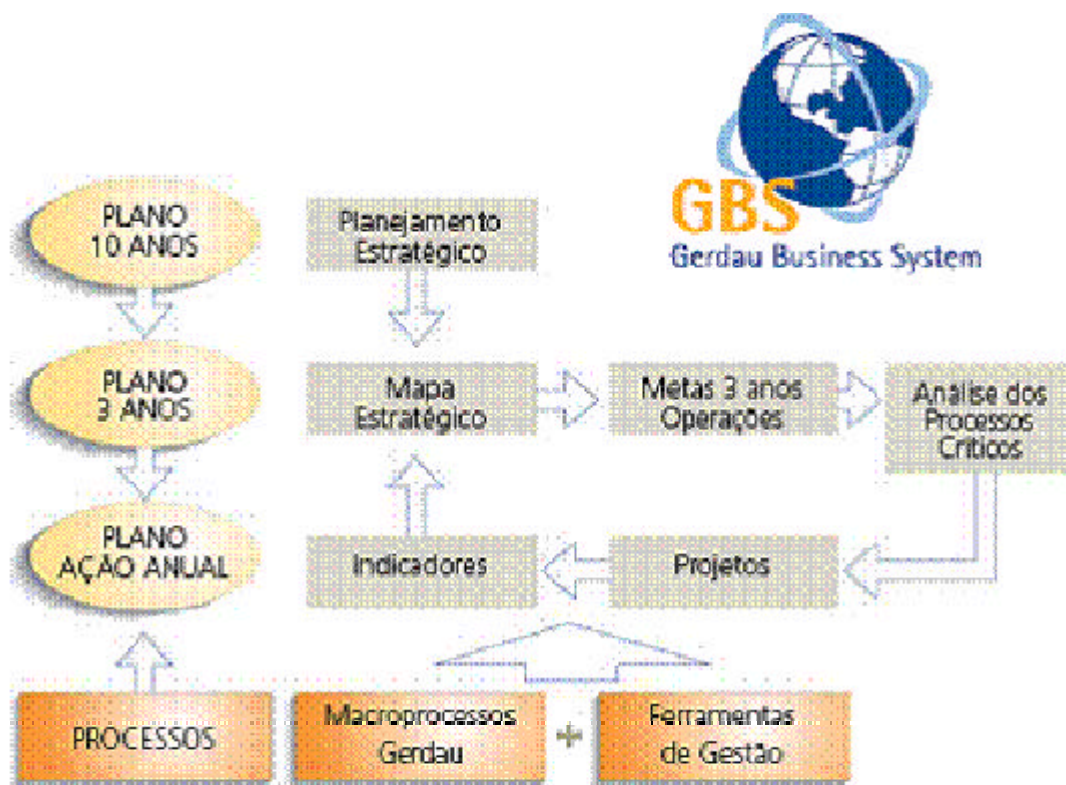 GBS
Gerdau Business System
PLANO
10 ANOS
Planejamento
Estratégico
PLANO
3 ANOS
Mapa
Estratégico
Metas 3 anos
Operações
Análise dos
Processos
Críticos
PLANO
AÇÃO ANUAL
Indicadores
Projetos
PROCESSOS
Macroprocessos
Gerdau
+
Ferramentas
de Gestão